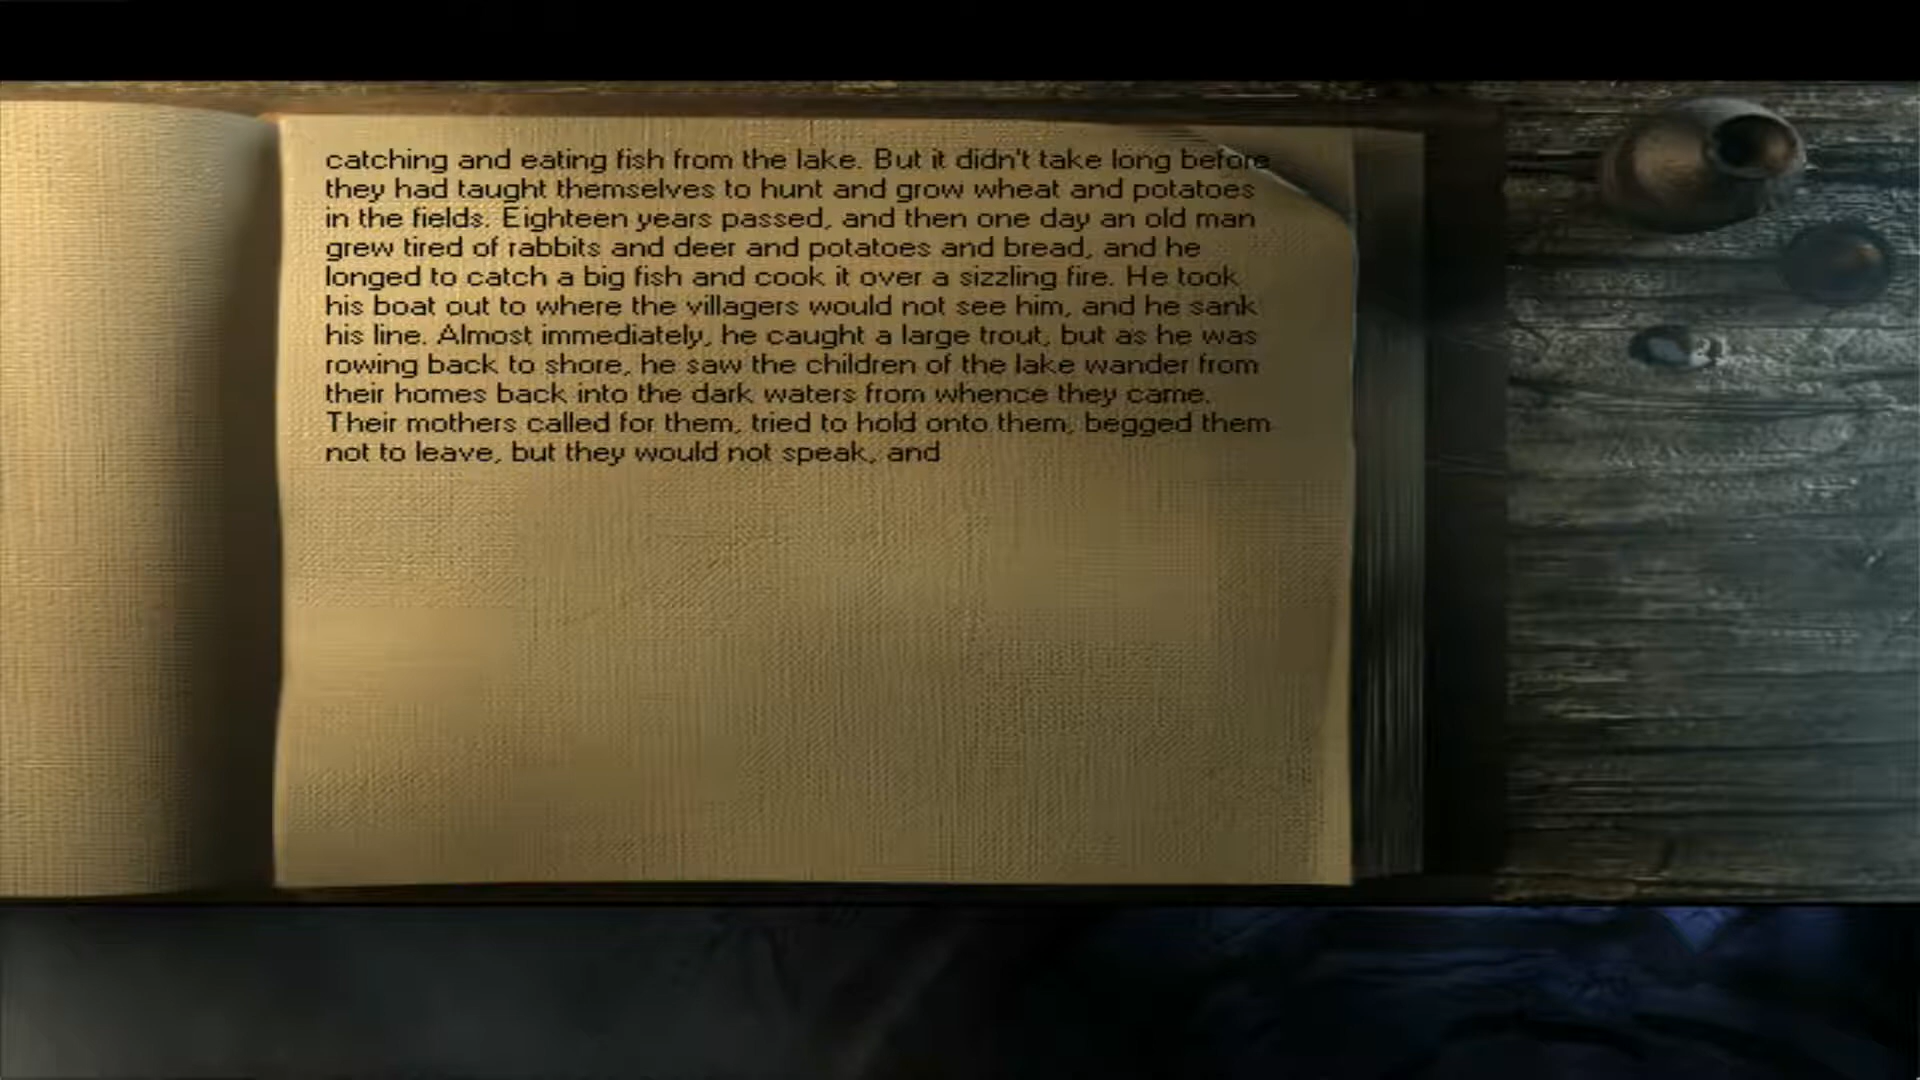 catching and eating fish from the lake. But it didn't take long before
they had taught themselves to hunt and grow wheat and potatoes
in the fields. Eighteen years passed, and then one day an old man
grew tired of rabbits and deer and potatoes and bread, and he
longed to catch a big fish and cook it over a sizzling fire. He took
his boat out to where the villagers would not see him, and he sank
his line. Almost immediately, he caught a large trout, but as he was
rowing back to shore, he saw the children of the lake wander from
their homes back into the dark waters from whence they came.
Their mothers called for them, tried to hold onto them, begged them
not to leave, but they would not speak, and